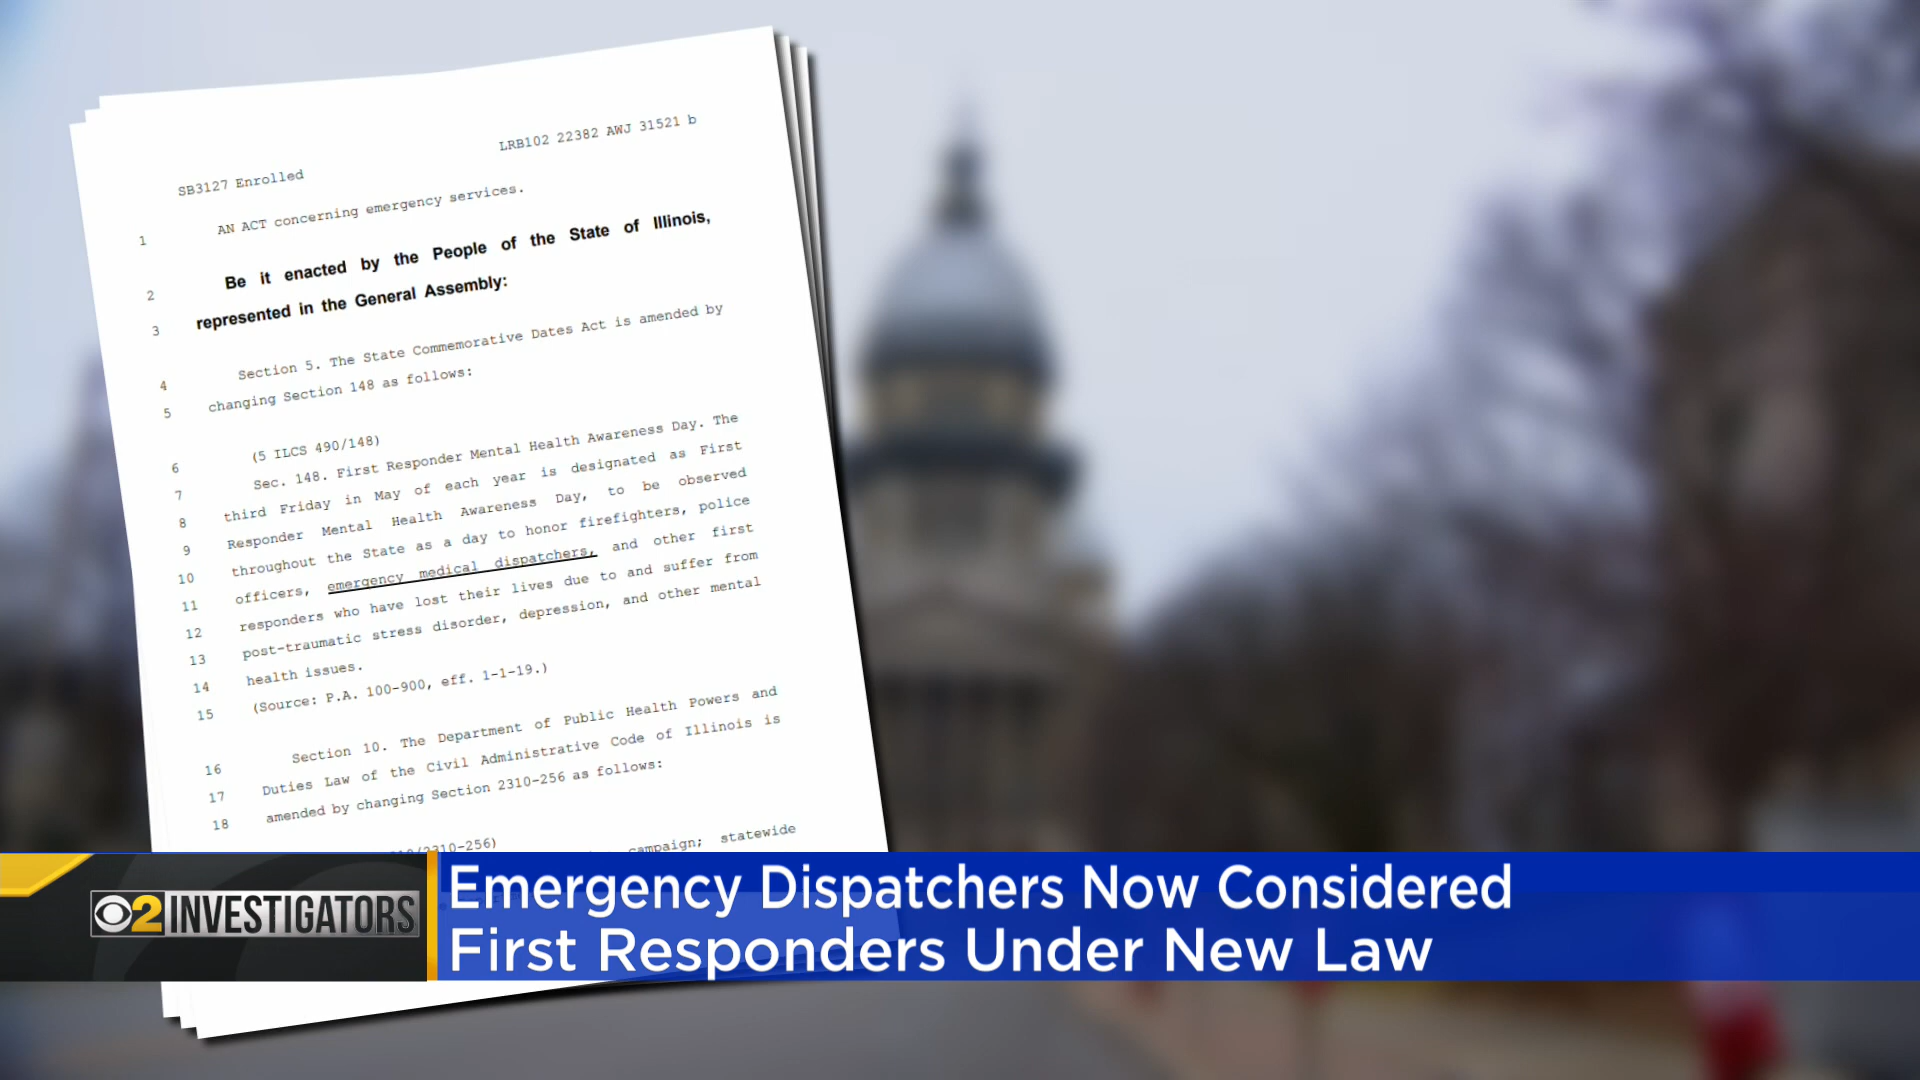 SB3127 Enrolled
LRB102 22382 AWJ 31521 b
1 AN ACT concerning emergency services.
2 Be it enacted by the People of the State of Illinois,
3 represented in the General Assembly:
4 Section 5. The State Commemorative Dates Act is amended by
5 changing Section 148 as follows:
6 (5 ILCS 490/148)
7 Sec. 148. First Responder Mental Health Awareness Day. The
8 third Friday in May of each year is designated as First
9 Responder Mental Health Awareness Day, to be observed
10 throughout the State as a day to honor firefighters, police
11 officers, emergency medical dispatchers, and other first
12 responders who have lost their lives due to and suffer from
13 post-traumatic stress disorder, depression, and other mental
14 health issues.
15 (Source: P.A. 100-900, eff. 1-1-19.)
16 Section 10. The Department of Public Health Powers and
17 Duties Law of the Civil Administrative Code of Illinois is
18 amended by changing Section 2310-256 as follows:
campaign; statewide
2 INVESTIGATORS
Emergency Dispatchers Now Considered
First Responders Under New Law